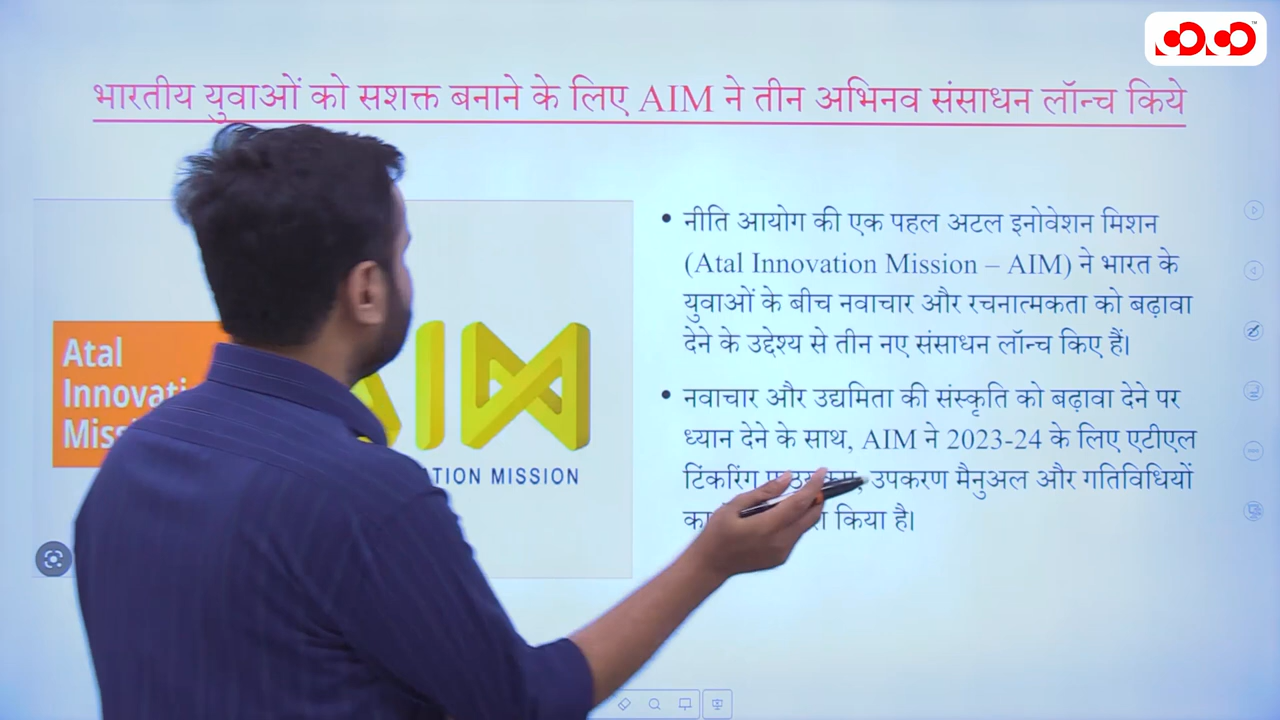 भारतीय युवाओं को सशक्त बनाने के लिए AIM ने तीन अभिनव संसाधन लॉन्च किये
Atal
Innovati
Missi
AIM
ATION MISSION
• नीति आयोग की एक पहल अटल इनोवेशन मिशन
(Atal Innovation Mission – AIM) ने भारत के
युवाओं के बीच नवाचार और रचनात्मकता को बढ़ावा
देने के उद्देश्य से तीन नए संसाधन लॉन्च किए हैं।
• नवाचार और उद्यमिता की संस्कृति को बढ़ावा देने पर
ध्यान देने के साथ, AIM ने 2023-24 के लिए एटीएल
टिंकरिंग उपकरण मैनुअल और गतिविधियों
का किया है।